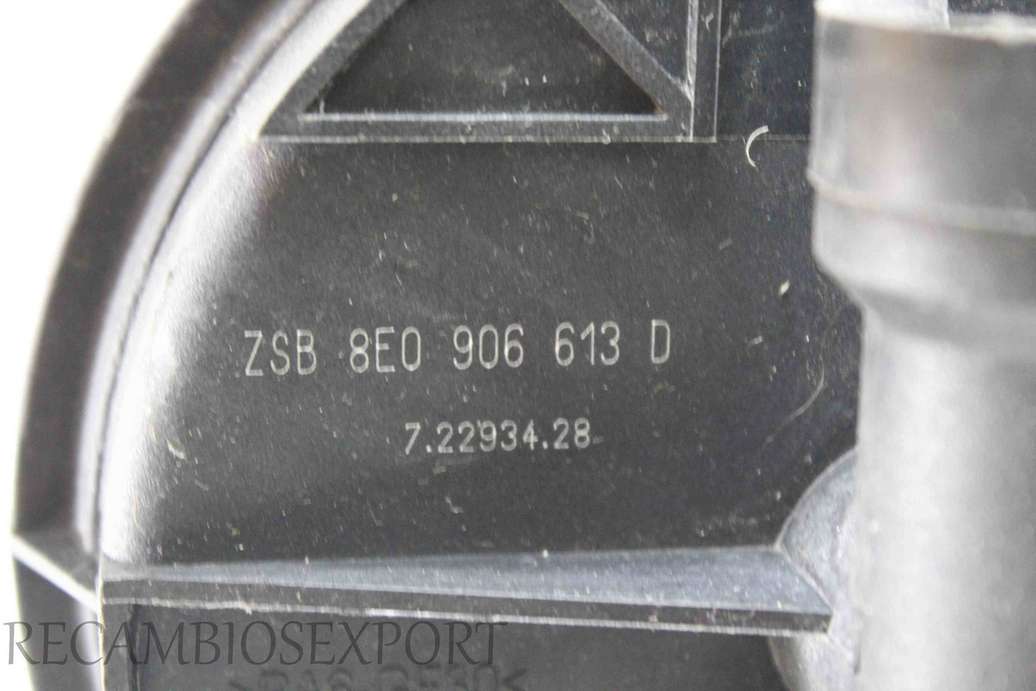 ZSB 8E0 906 613 D
7.22934.28
RECAMBIOSEXPORT